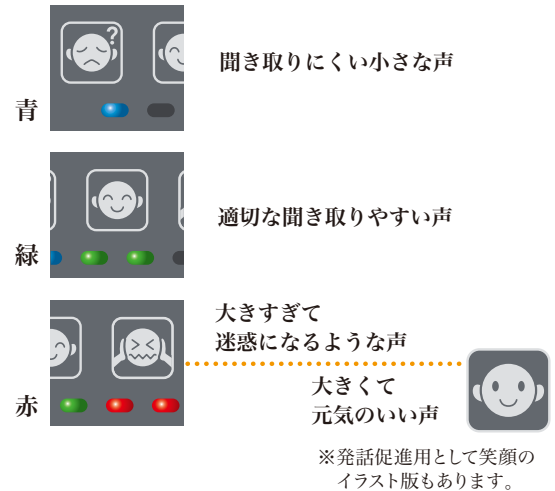 ?
聞き取りにくい小さな声
青
適切な聞き取りやすい声
緑
大きすぎて
迷惑になるような声
赤
大きくて
元気のいい声
※発話促進用として笑顔の
イラスト版もあります。